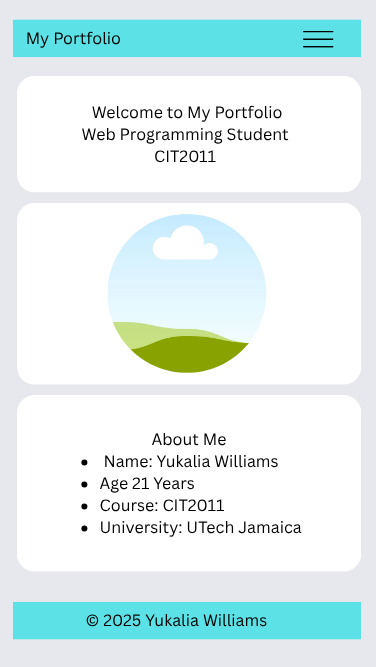 My Portfolio
Welcome to My Portfolio
Web Programming Student
CIT2011
About Me
• Name: Yukalia Williams
• Age 21 Years
• Course: CIT2011
• University: UTech Jamaica
© 2025 Yukalia Williams